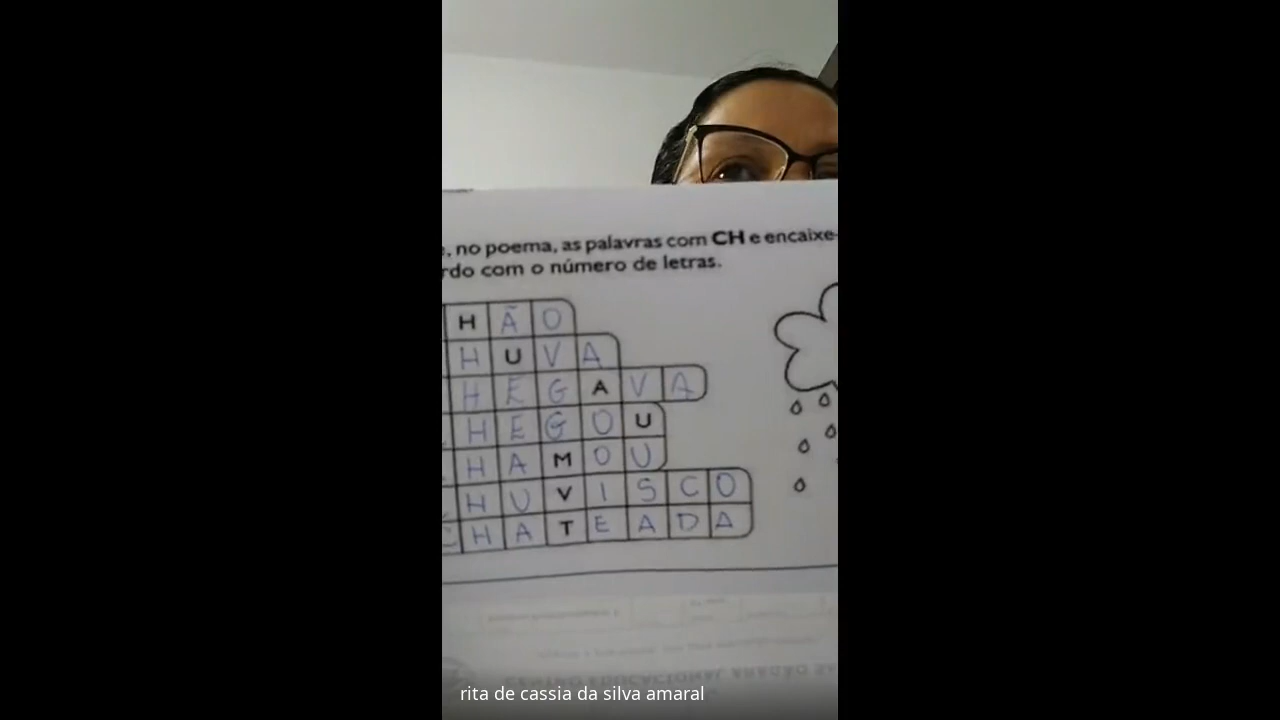 , no poema, as palavras com CH e encaixe-
rdo com o número de letras.
HÃO
HUVA
HEGAVA
HEGOU
HAMOU
HUVISCO
CHATEADA
rita de cassia da silva amaral